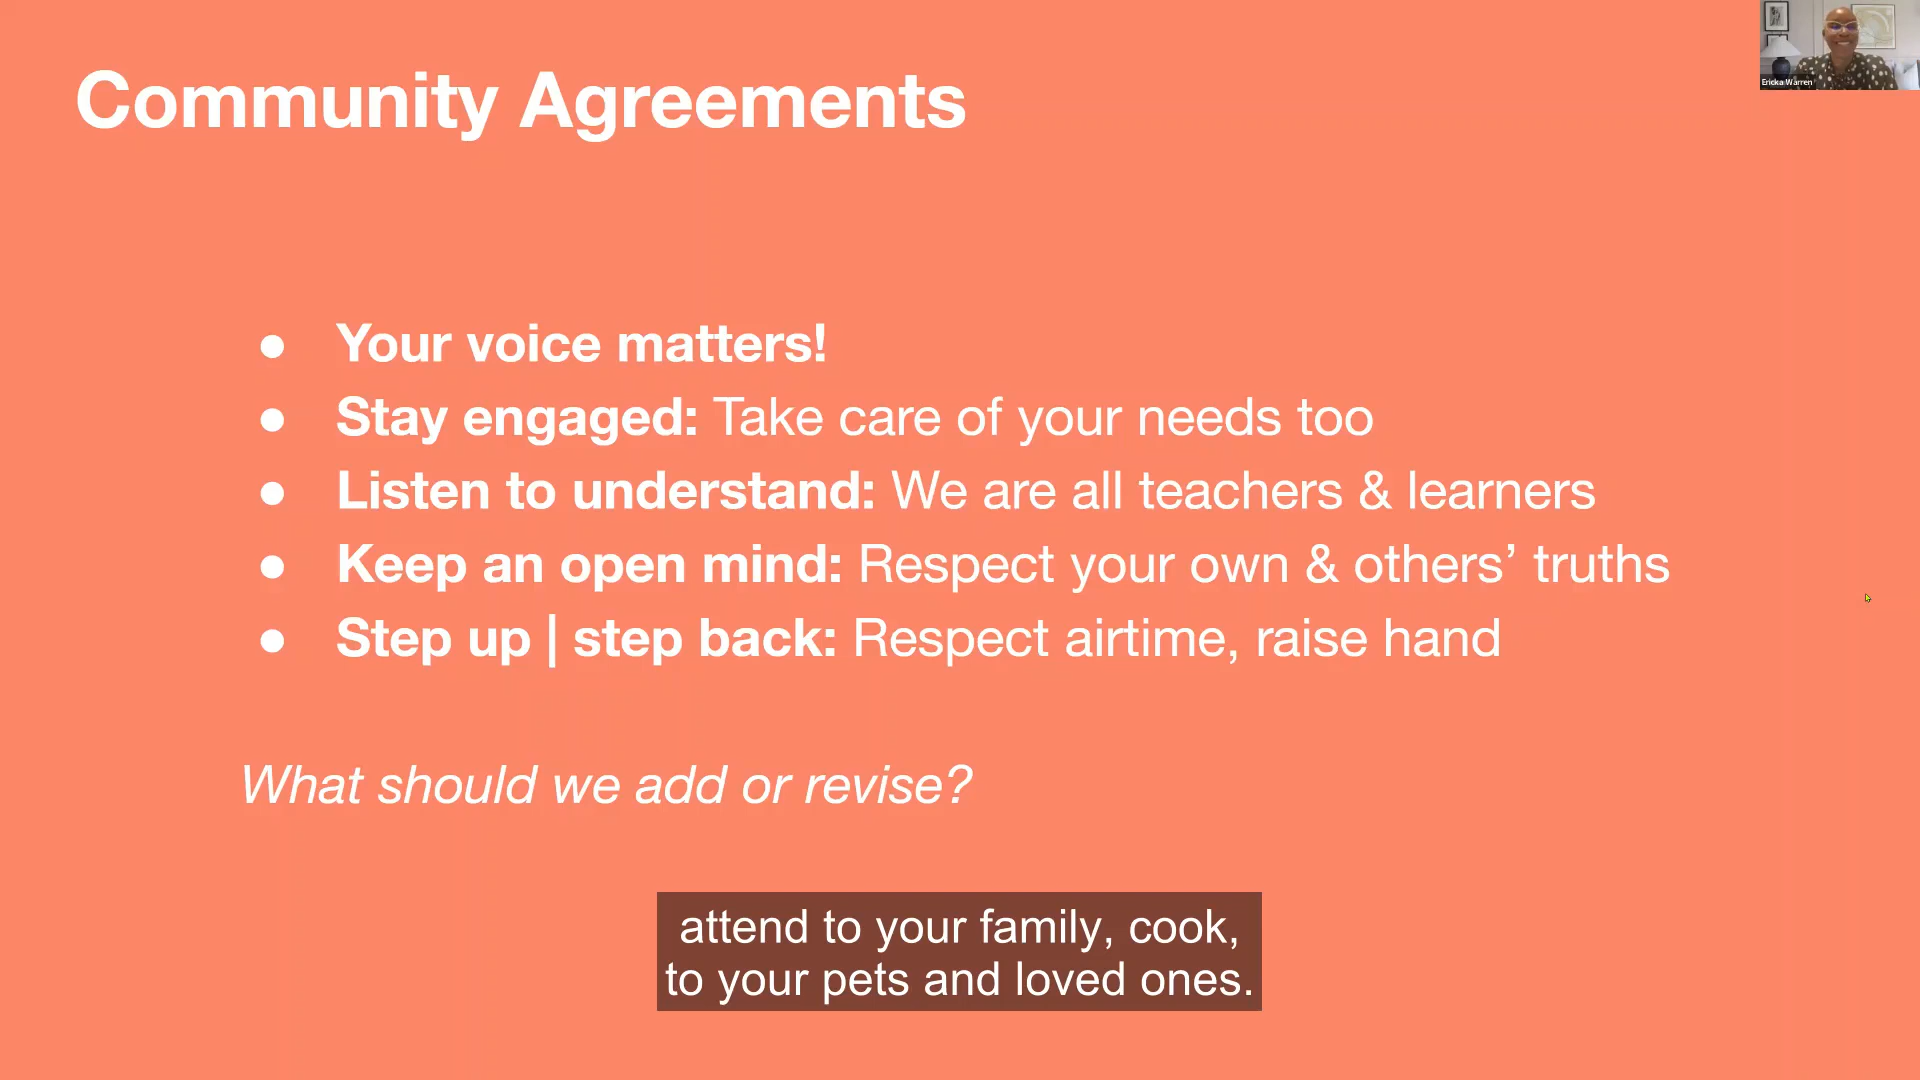 Community Agreements
Ericka Warren
● Your voice matters!
● Stay engaged: Take care of your needs too
● Listen to understand: We are all teachers & learners
● Keep an open mind: Respect your own & others’ truths
● Step up | step back: Respect airtime, raise hand
What should we add or revise?
attend to your family, cook,
to your pets and loved ones.